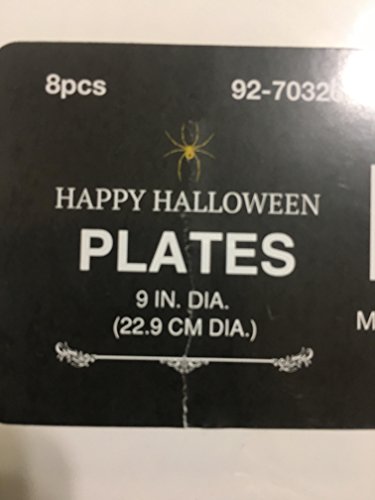 8pcs 92-7032
HAPPY HALLOWEEN
PLATES
9 IN. DIA.
(22.9 CM DIA.)
M